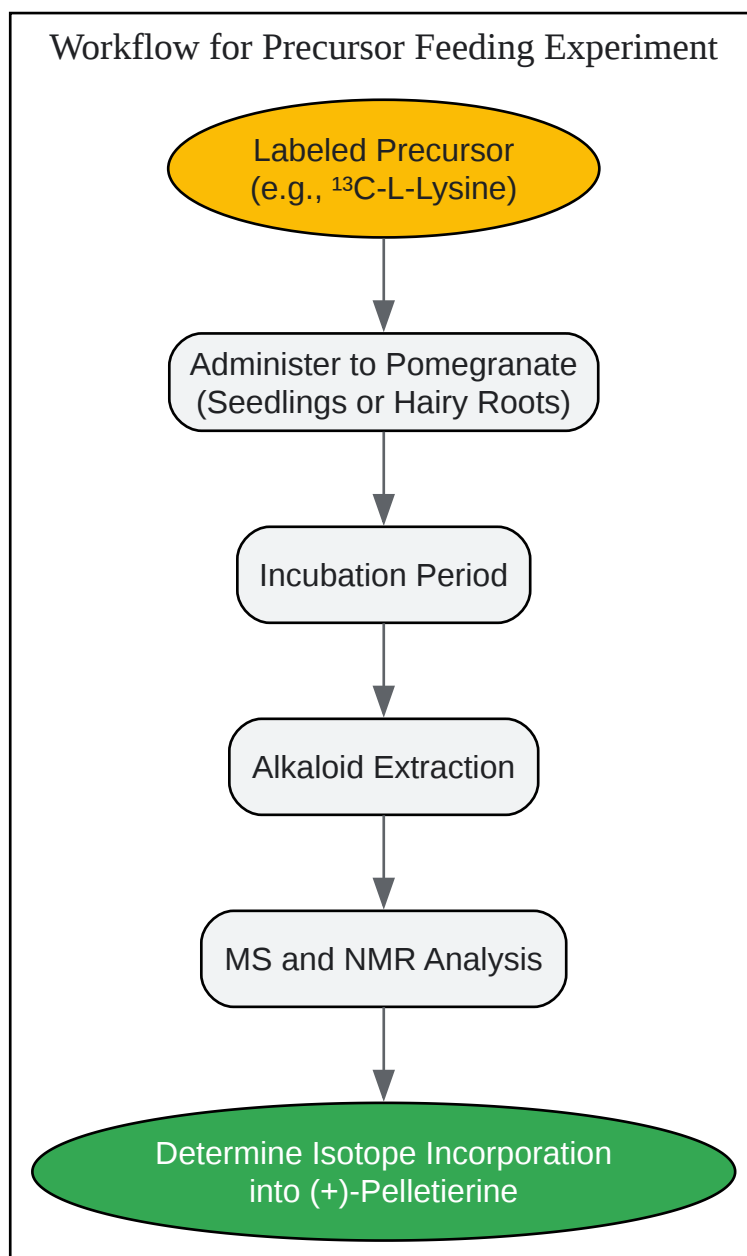 Workflow for Precursor Feeding Experiment
Labeled Precursor
(e.g., ¹³C-L-Lysine)
Administer to Pomegranate
(Seedlings or Hairy Roots)
Incubation Period
Alkaloid Extraction
MS and NMR Analysis
Determine Isotope Incorporation
into (+)-Pelletierine